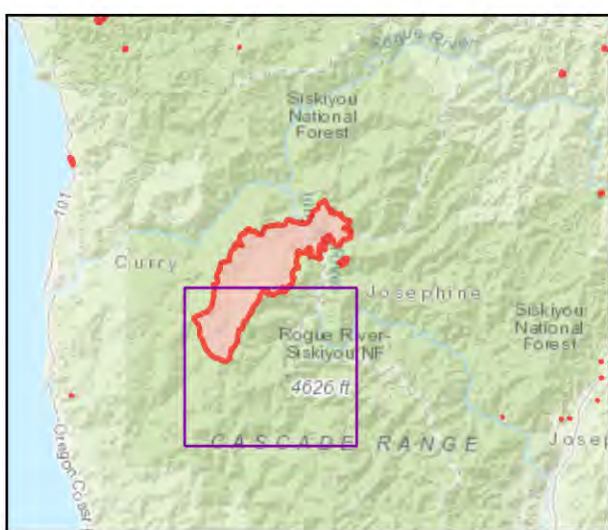 Rogue River
Siskiyou
National
Forest
101
Curry
Josephine
Siskiyou
National
Forest
Rogue River-
Siskiyou NF
4626 ft
CASCADE RANGE
Josep
Oregon Coast